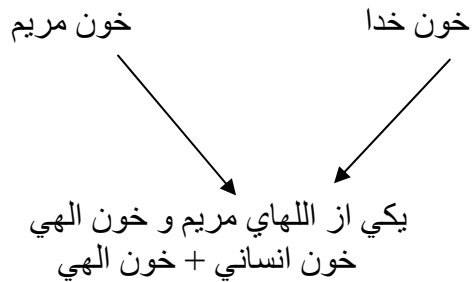 خون خدا
خون مريم
يكي از اللهاي مريم و خون الهي
خون انساني + خون الهي